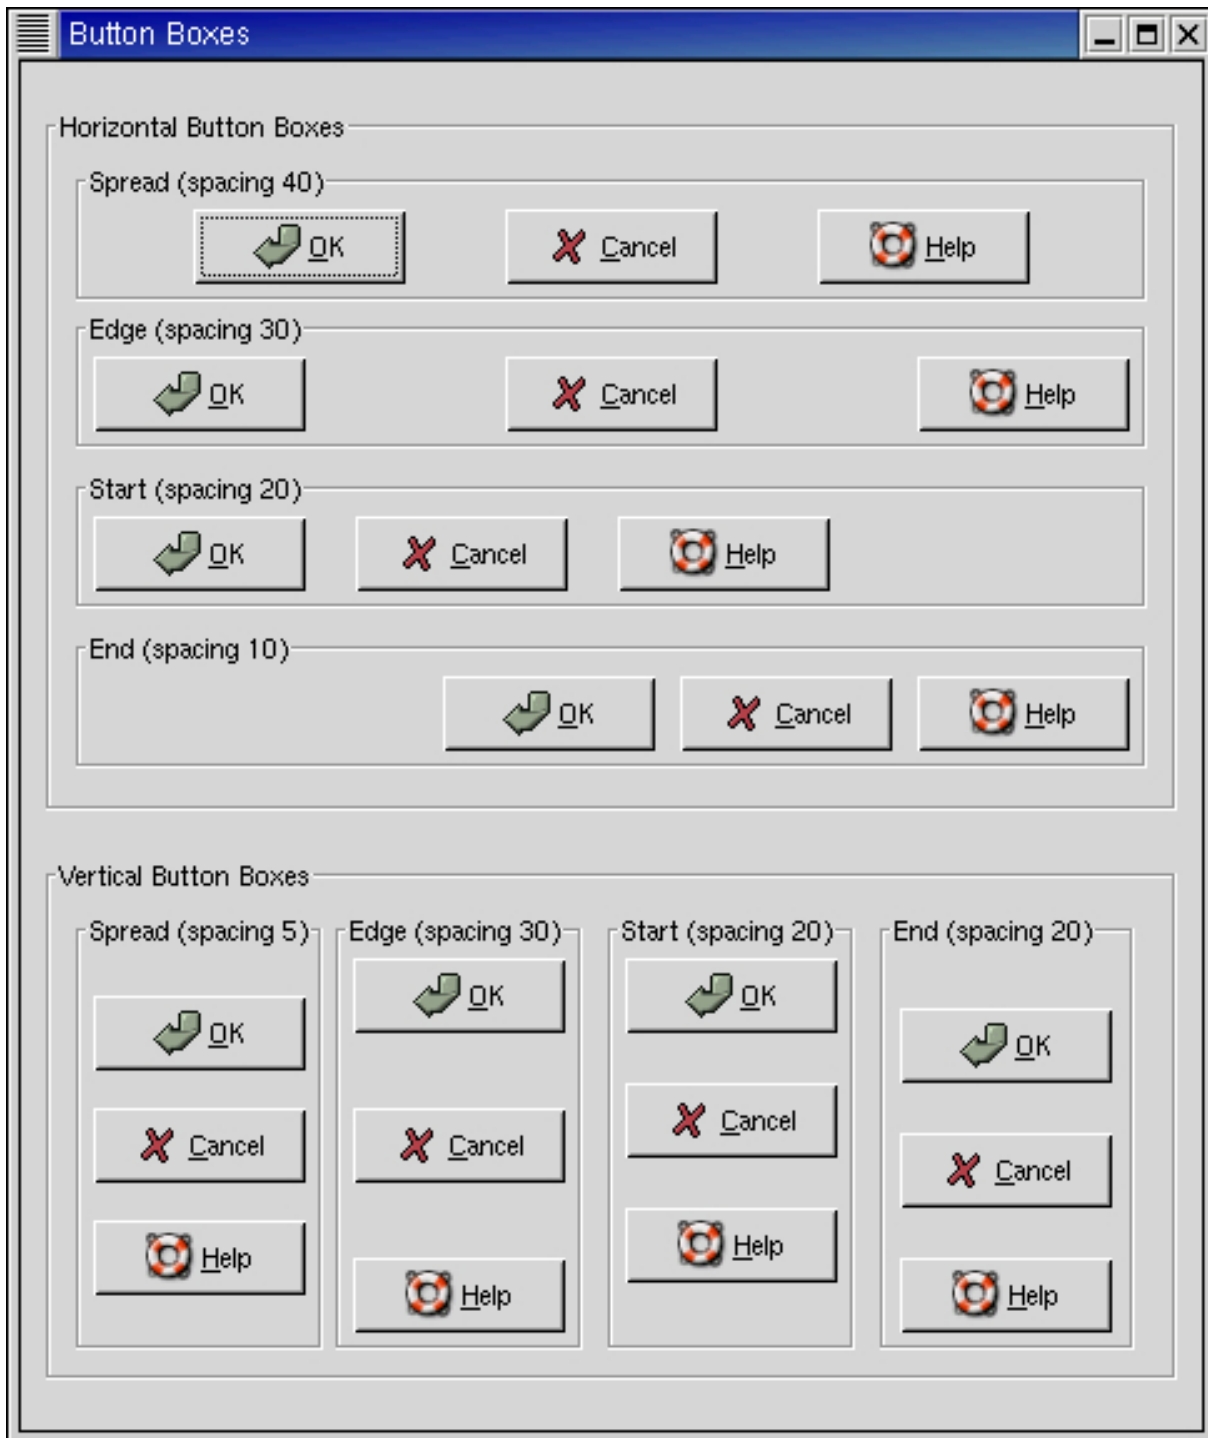 Button Boxes
Horizontal Button Boxes
Spread (spacing 40)
OK Cancel Help
Edge (spacing 30)
OK Cancel Help
Start (spacing 20)
OK Cancel Help
End (spacing 10)
OK Cancel Help
Vertical Button Boxes
Spread (spacing 5)
OK
Cancel
Help
Edge (spacing 30)
OK
Cancel
Help
Start (spacing 20)
OK
Cancel
Help
End (spacing 20)
OK
Cancel
Help